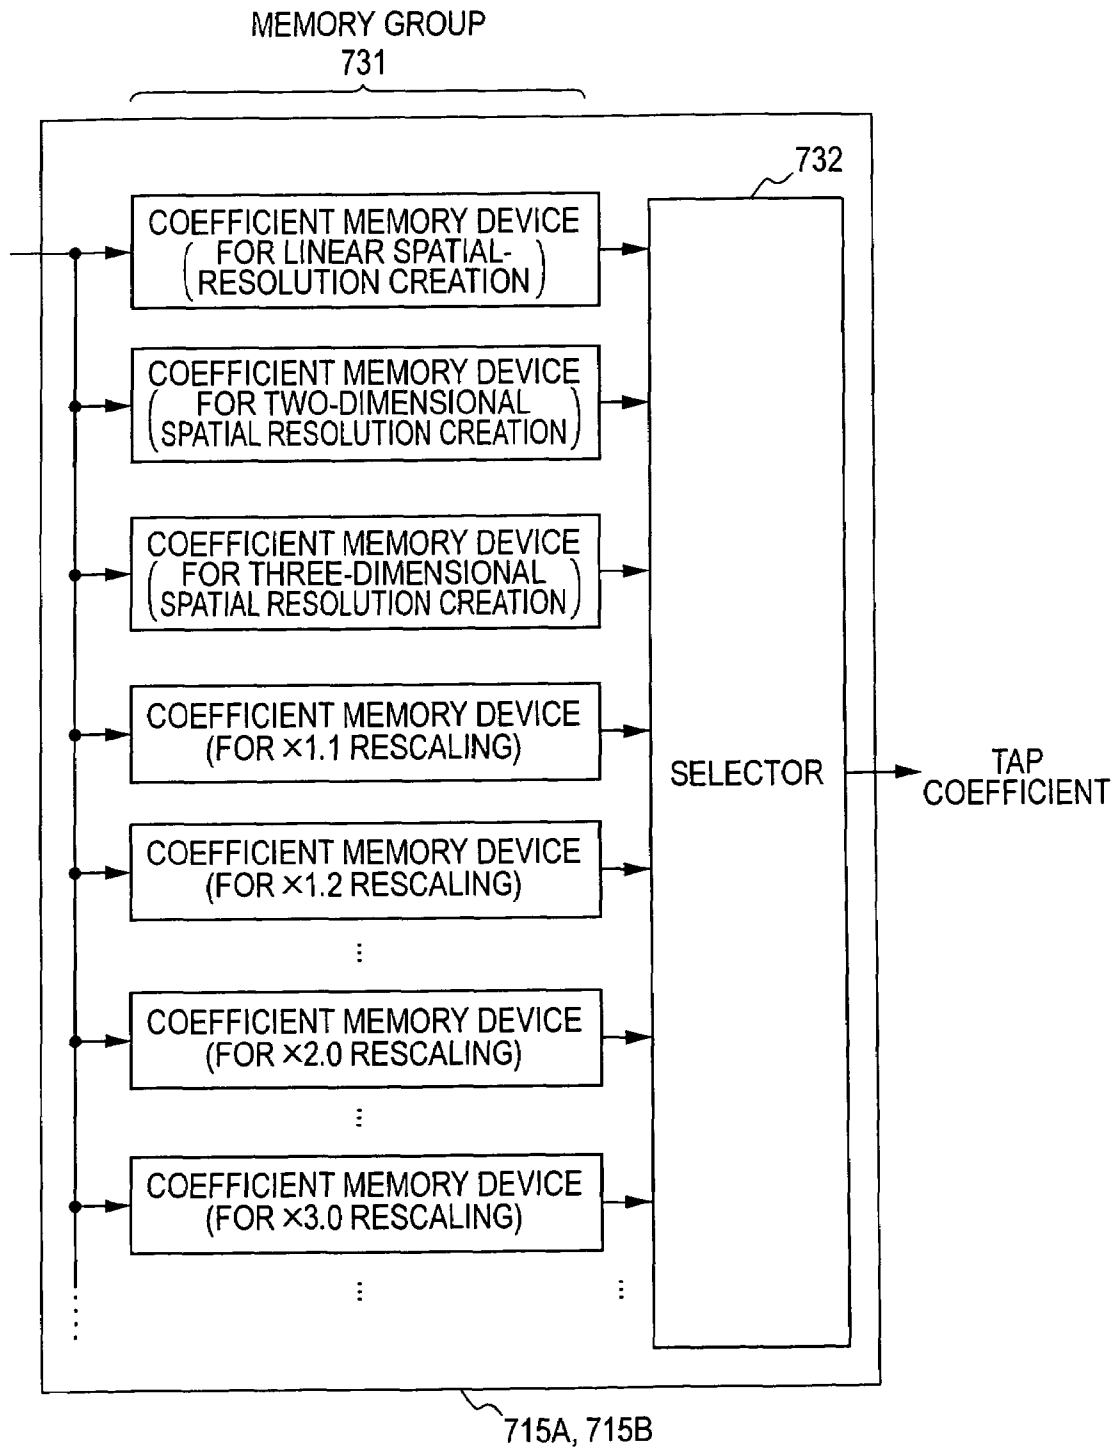 MEMORY GROUP
731
732
COEFFICIENT MEMORY DEVICE
(FOR LINEAR SPATIAL-
RESOLUTION CREATION)
COEFFICIENT MEMORY DEVICE
(FOR TWO-DIMENSIONAL
SPATIAL RESOLUTION CREATION)
COEFFICIENT MEMORY DEVICE
(FOR THREE-DIMENSIONAL
SPATIAL RESOLUTION CREATION)
COEFFICIENT MEMORY DEVICE
(FOR ×1.1 RESCALING)
SELECTOR
TAP
COEFFICIENT
COEFFICIENT MEMORY DEVICE
(FOR ×1.2 RESCALING)
COEFFICIENT MEMORY DEVICE
(FOR ×2.0 RESCALING)
COEFFICIENT MEMORY DEVICE
(FOR ×3.0 RESCALING)
715A, 715B